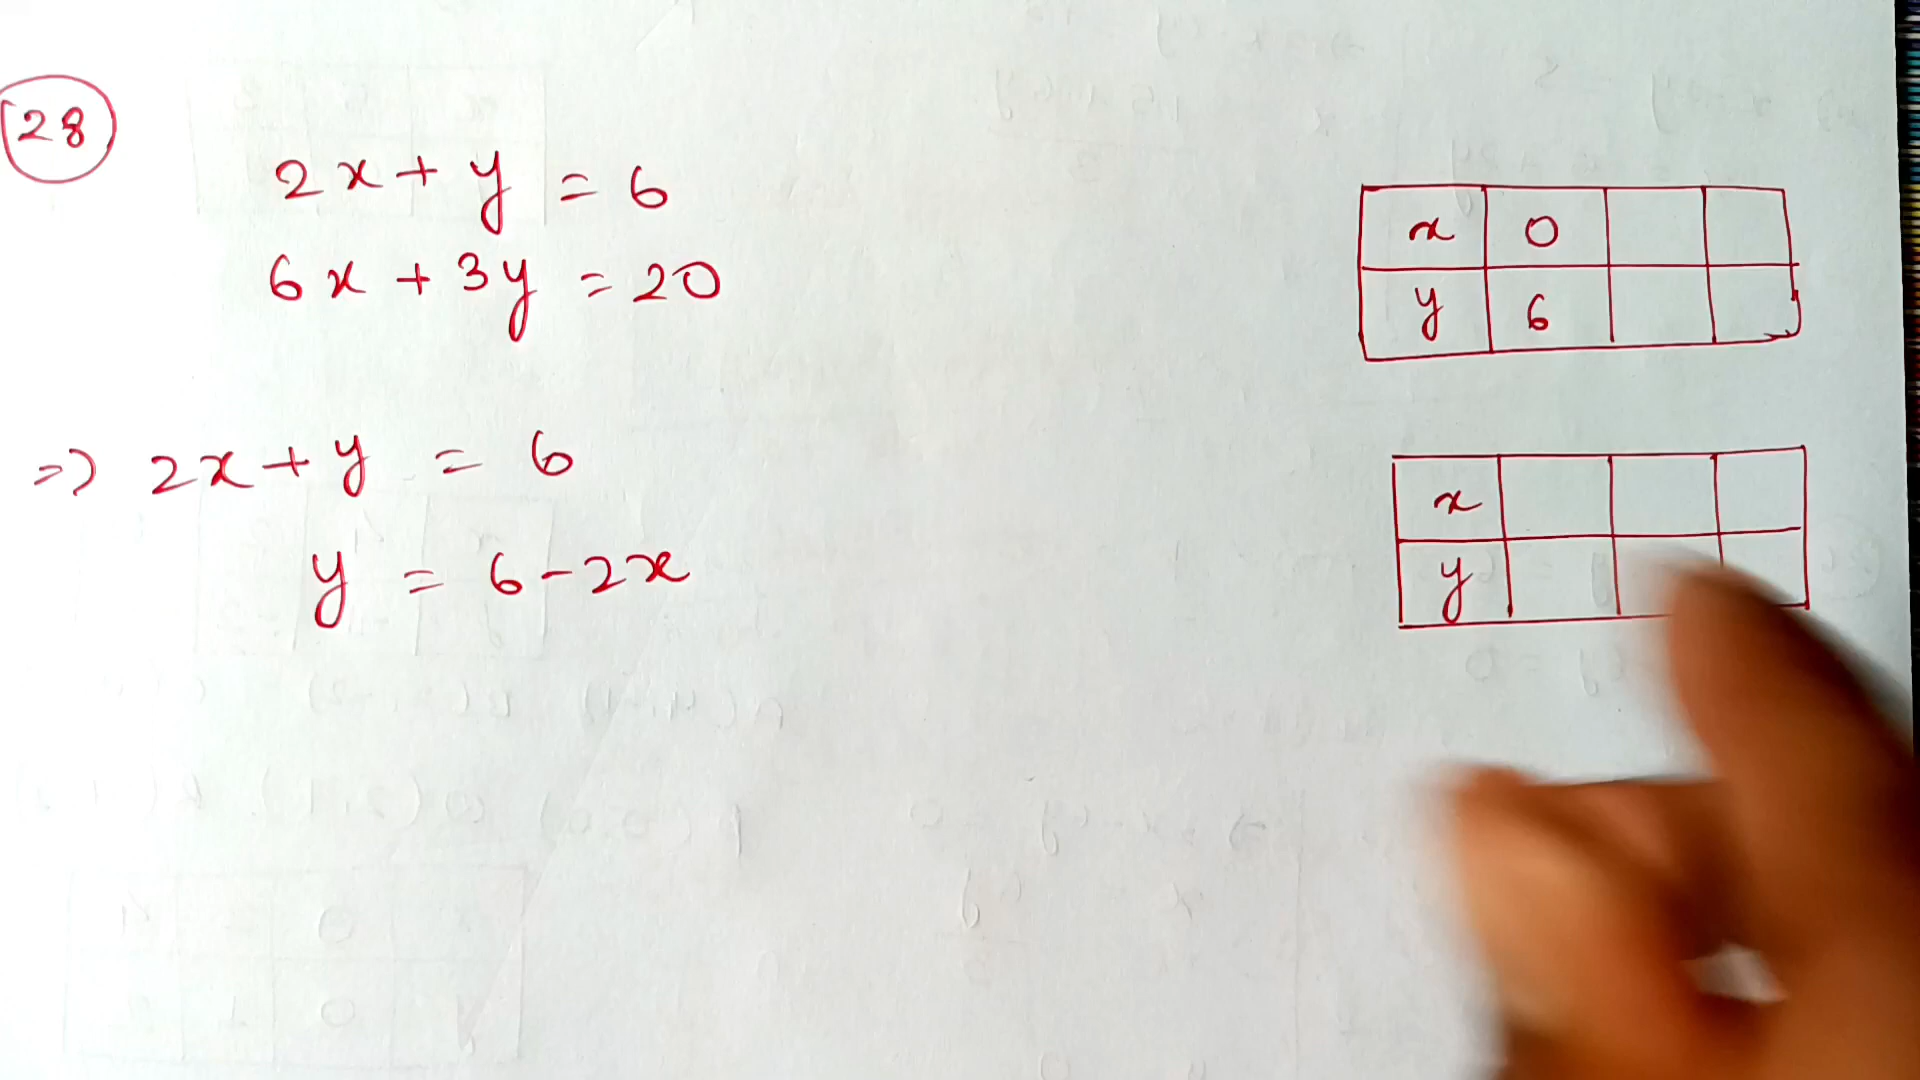 28
2x + y = 6
6x + 3y = 20
=> 2x + y = 6
y = 6 - 2x
x 0
y 6
x
y